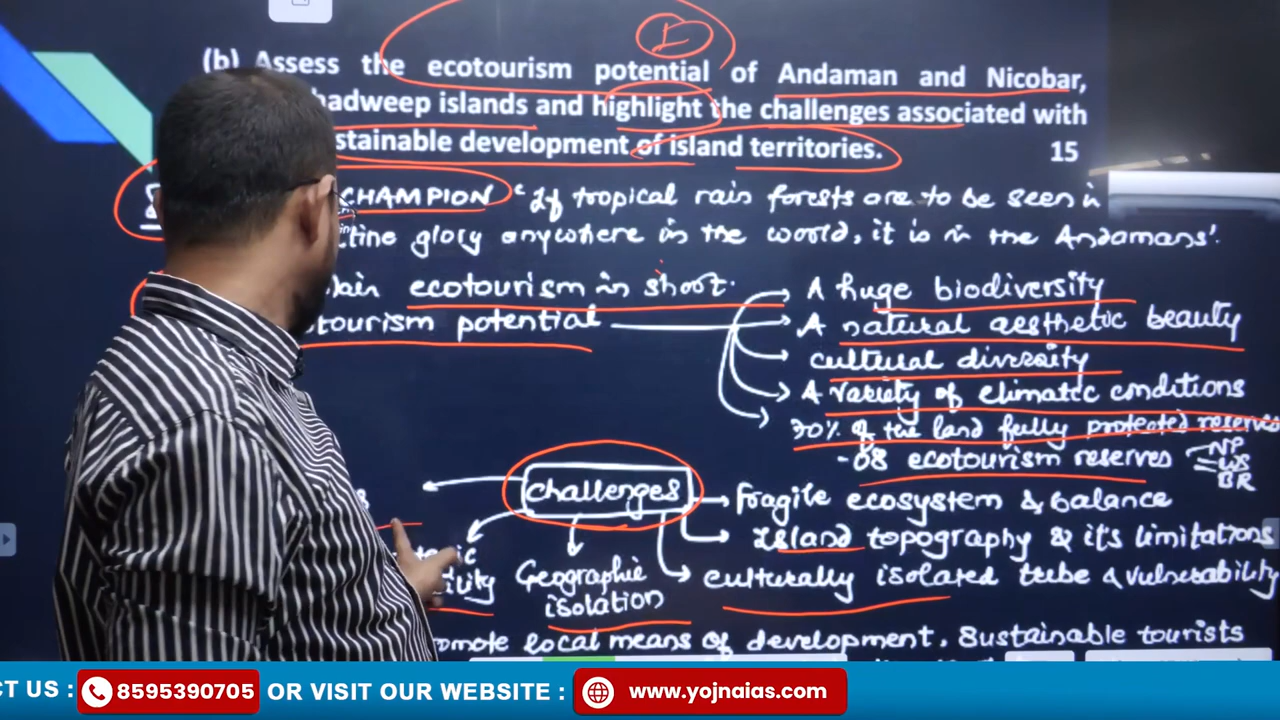 (b) Assess the ecotourism potential of Andaman and Nicobar,
hadweep islands and highlight the challenges associated with
stainable development of island territories. 15
CHAMPION "If tropical rain forests are to be seen in
tine glory anywhere in the world, it is in the Andamans'.
lain ecotourism in short.
tourism potential
A huge biodiversity
A natural aesthetic beauty
cultural diversity
A variety of climatic conditions
of the land fully protected reserves
-08 ecotourism reserves
NP
WS
BR
challenges
Fragile ecosystem & balance
Island topography & its limitations
culturally isolated tribe & vulnerability
Geographic
isolation
omote local means of development. Sustainable tourists
CT US : 8595390705 OR VISIT OUR WEBSITE : www.yojnaias.com